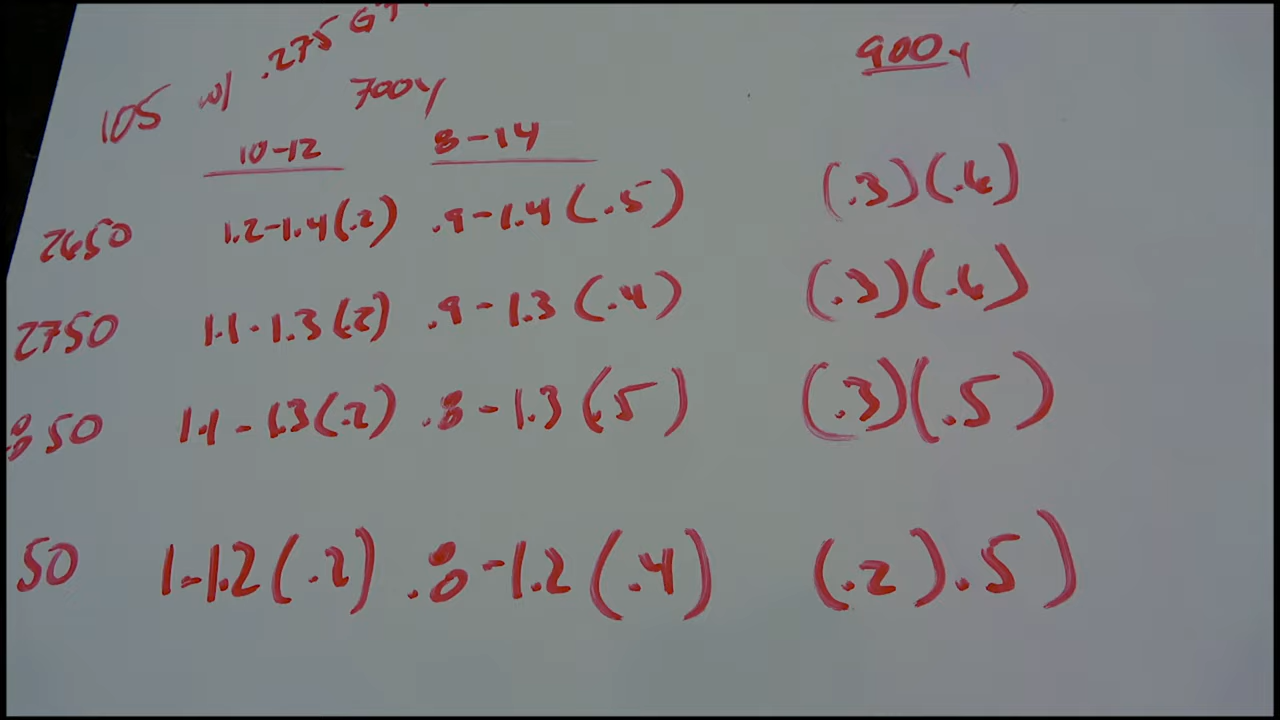 105 w/ .275 G7
700y 900y
10-12 8-14
2650 1.2-1.4(.2) .9-1.4(.5) (.3)(.6)
2750 1.1-1.3(.2) .9-1.3(.4) (.3)(.6)
850 1.1-1.3(.2) .8-1.3(.5) (.3)(.5)
50 1-1.2(.2) .8-1.2(.4) (.2).5)